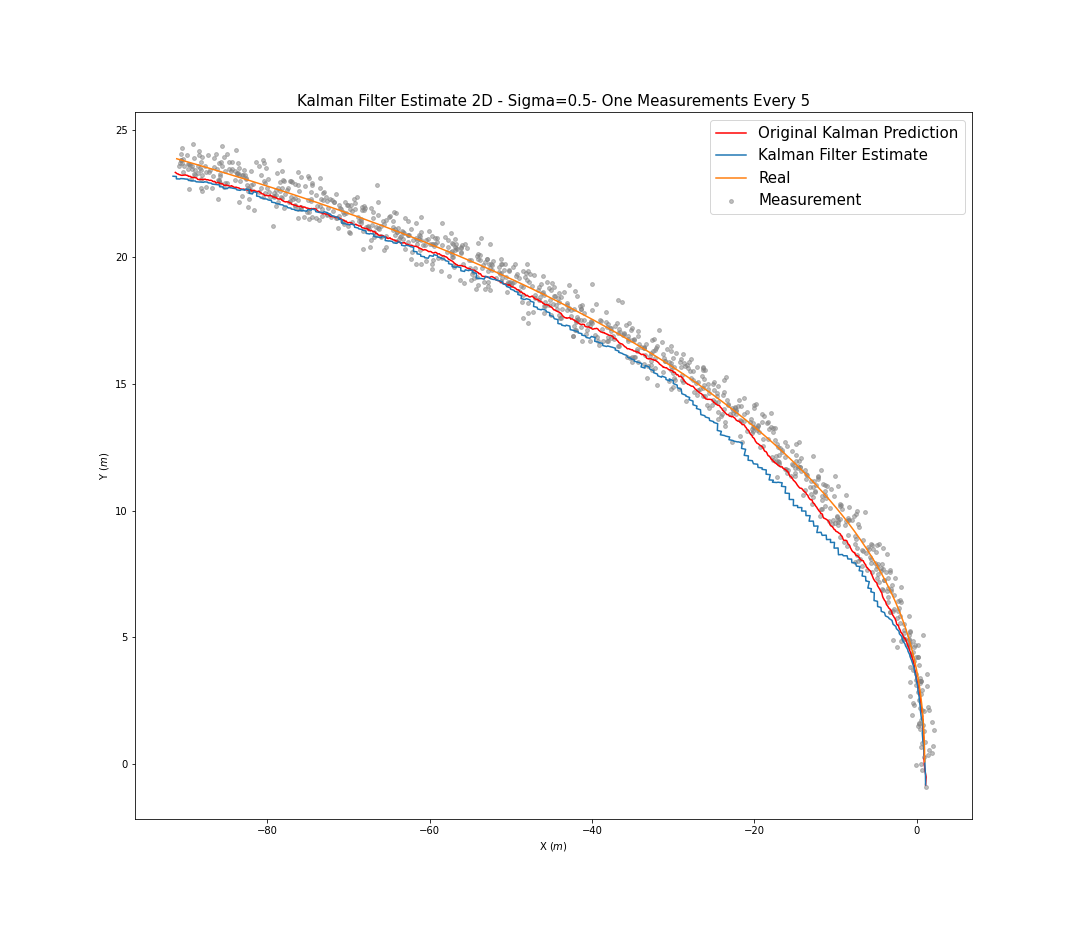 Kalman Filter Estimate 2D - Sigma=0.5- One Measurements Every 5
25
Original Kalman Prediction
Kalman Filter Estimate
Real
Measurement
20
15
Y (m)
10
5
0
−80 −60 −40 −20 0
X (m)